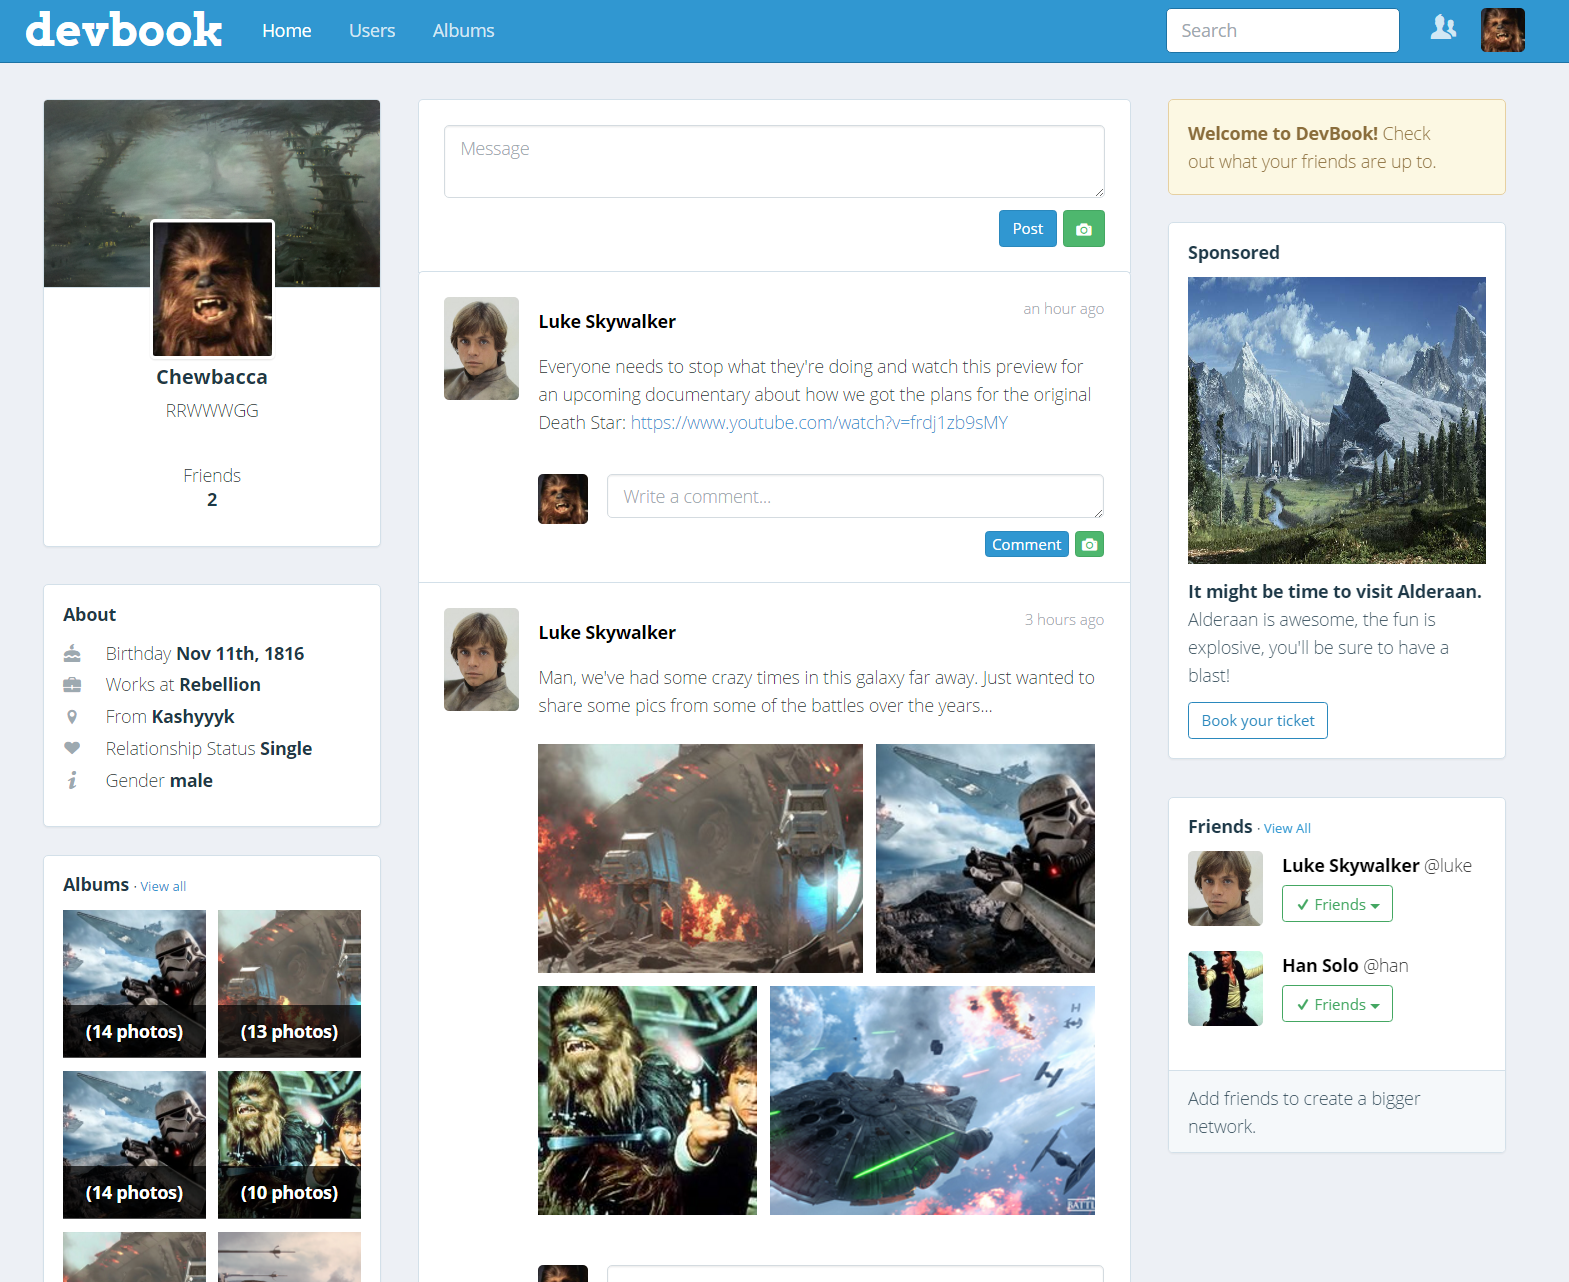 devbook
Home
Users
Albums
Search
Chewbacca
RRWWWGG
Friends
2
About
Birthday Nov 11th, 1816
Works at Rebellion
From Kashyyyk
Relationship Status Single
Gender male
Albums · View all
(14 photos)
(13 photos)
(14 photos)
(10 photos)
Message
Post
Luke Skywalker
an hour ago
Everyone needs to stop what they're doing and watch this preview for
an upcoming documentary about how we got the plans for the original
Death Star: https://www.youtube.com/watch?v=frdj1zb9sMY
Write a comment...
Comment
Luke Skywalker
3 hours ago
Man, we've had some crazy times in this galaxy far away. Just wanted to
share some pics from some of the battles over the years...
Welcome to DevBook! Check
out what your friends are up to.
Sponsored
It might be time to visit Alderaan.
Alderaan is awesome, the fun is
explosive, you'll be sure to have a
blast!
Book your ticket
Friends · View All
Luke Skywalker @luke
Friends
Han Solo @han
Friends
Add friends to create a bigger
network.